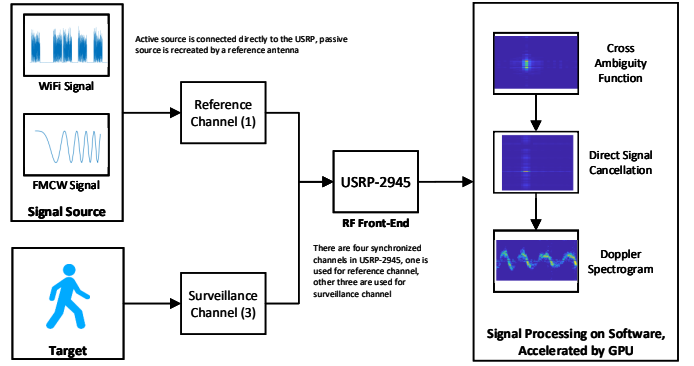 Active source is connected directly to the USRP, passive
source is recreated by a reference antenna
WiFi Signal
FMCW Signal
Signal Source
Reference
Channel (1)
Target
Surveillance
Channel (3)
USRP-2945
RF Front-End
There are four synchronized
channels in USRP-2945, one is
used for reference channel,
other three are used for
surveillance channel
Cross
Ambiguity
Function
Direct Signal
Cancellation
Doppler
Spectrogram
Signal Processing on Software,
Accelerated by GPU